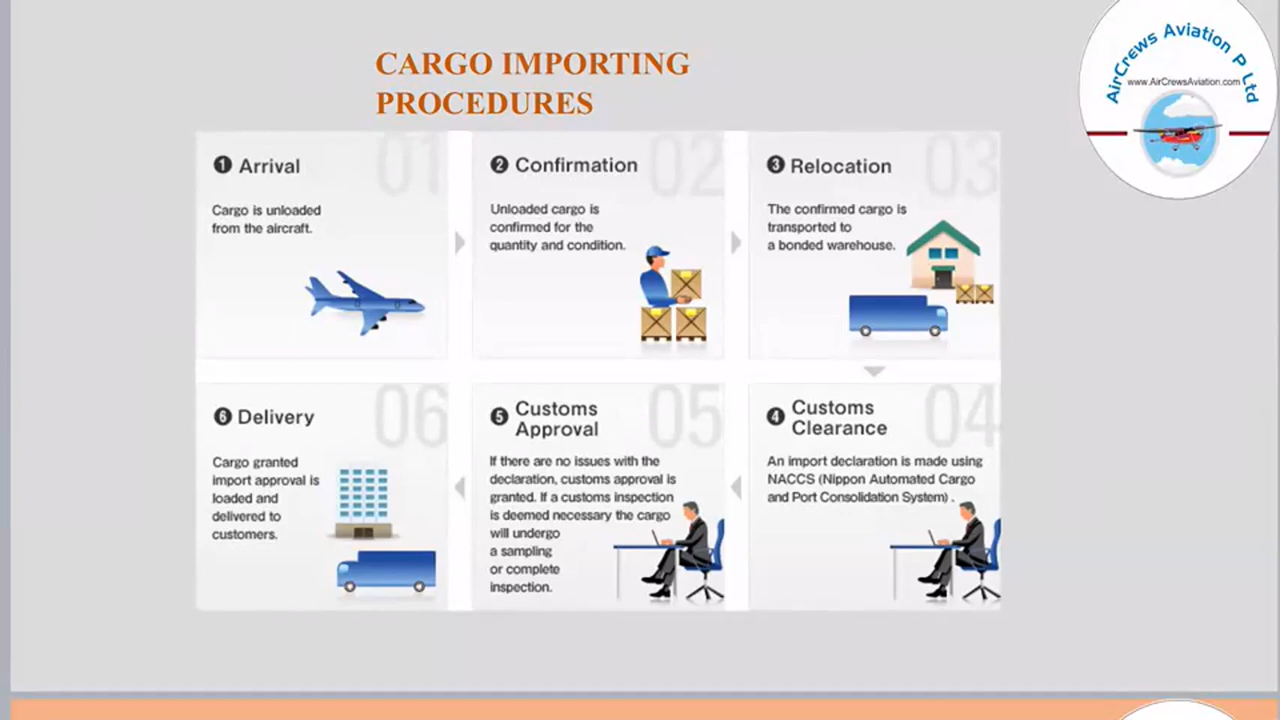 CARGO IMPORTING
PROCEDURES
AirCrews Aviation P Ltd
www.AirCrewsAviation.com
01
1 Arrival
Cargo is unloaded
from the aircraft.
02
2 Confirmation
Unloaded cargo is
confirmed for the
quantity and condition.
03
3 Relocation
The confirmed cargo is
transported to
a bonded warehouse.
04
4 Customs
Clearance
An import declaration is made using
NACCS (Nippon Automated Cargo
and Port Consolidation System) .
05
5 Customs
Approval
If there are no issues with the
declaration, customs approval is
granted. If a customs inspection
is deemed necessary the cargo
will undergo
a sampling
or complete
inspection.
06
6 Delivery
Cargo granted
import approval is
loaded and
delivered to
customers.